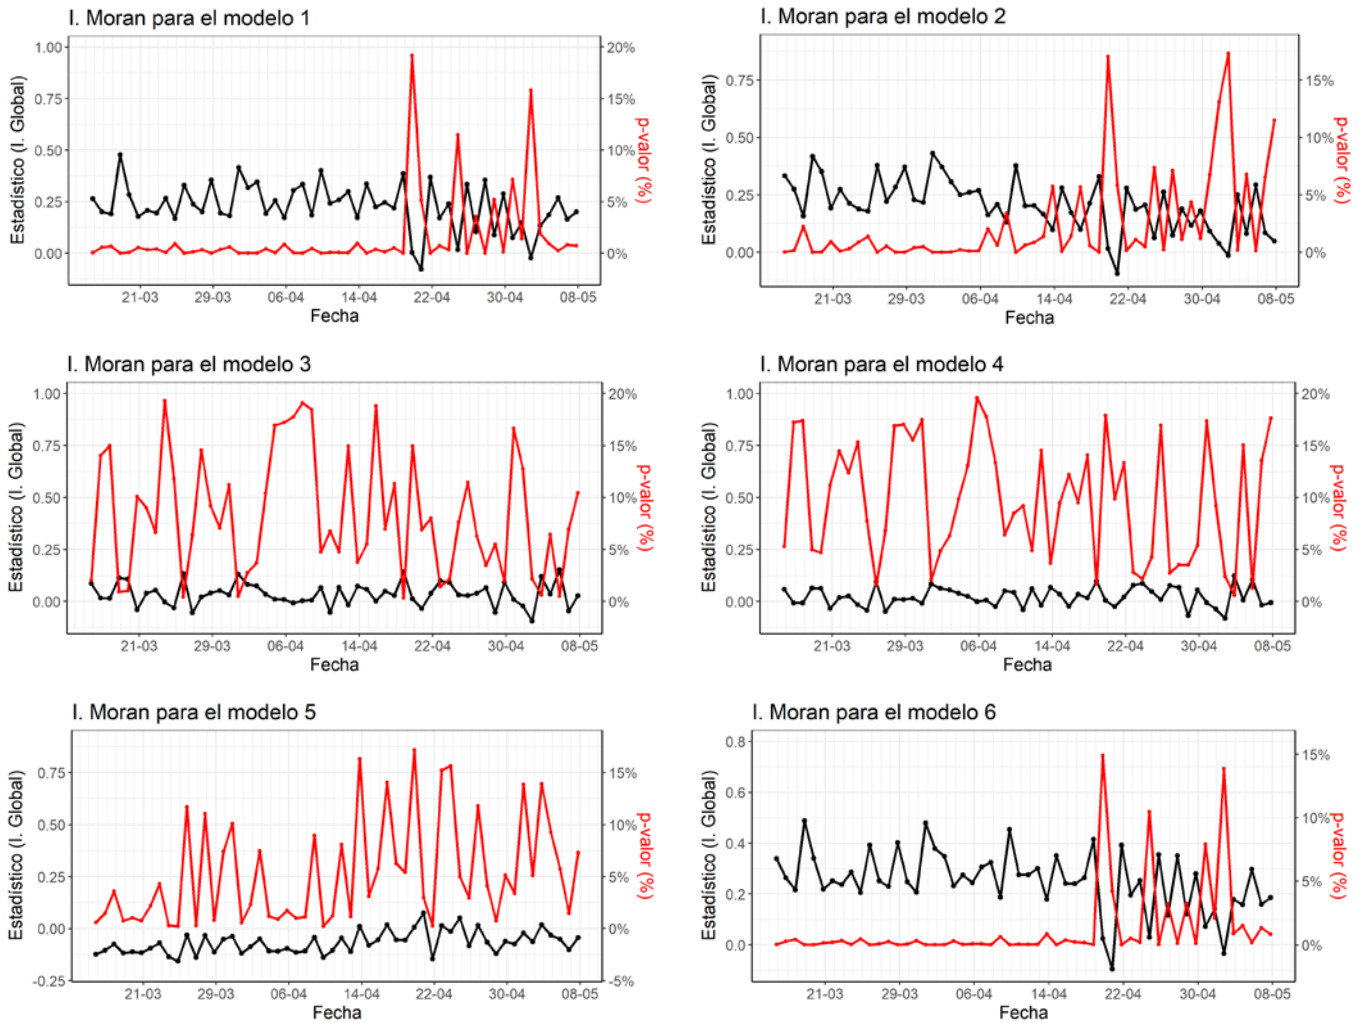 I. Moran para el modelo 1
Estadístico (I. Global)
1.00
0.75
0.50
0.25
0.00
20%
15%
10%
5%
0%
p-valor (%)
21-03 29-03 06-04 14-04 22-04 30-04 08-05
Fecha
I. Moran para el modelo 2
Estadístico (I. Global)
0.75
0.50
0.25
0.00
15%
10%
5%
0%
p-valor (%)
21-03 29-03 06-04 14-04 22-04 30-04 08-05
Fecha
I. Moran para el modelo 3
Estadístico (I. Global)
1.00
0.75
0.50
0.25
0.00
20%
15%
10%
5%
0%
p-valor (%)
21-03 29-03 06-04 14-04 22-04 30-04 08-05
Fecha
I. Moran para el modelo 4
Estadístico (I. Global)
1.00
0.75
0.50
0.25
0.00
20%
15%
10%
5%
0%
p-valor (%)
21-03 29-03 06-04 14-04 22-04 30-04 08-05
Fecha
I. Moran para el modelo 5
Estadístico (I. Global)
0.75
0.50
0.25
0.00
-0.25
15%
10%
5%
0%
-5%
p-valor (%)
21-03 29-03 06-04 14-04 22-04 30-04 08-05
Fecha
I. Moran para el modelo 6
Estadístico (I. Global)
0.8
0.6
0.4
0.2
0.0
15%
10%
5%
0%
p-valor (%)
21-03 29-03 06-04 14-04 22-04 30-04 08-05
Fecha